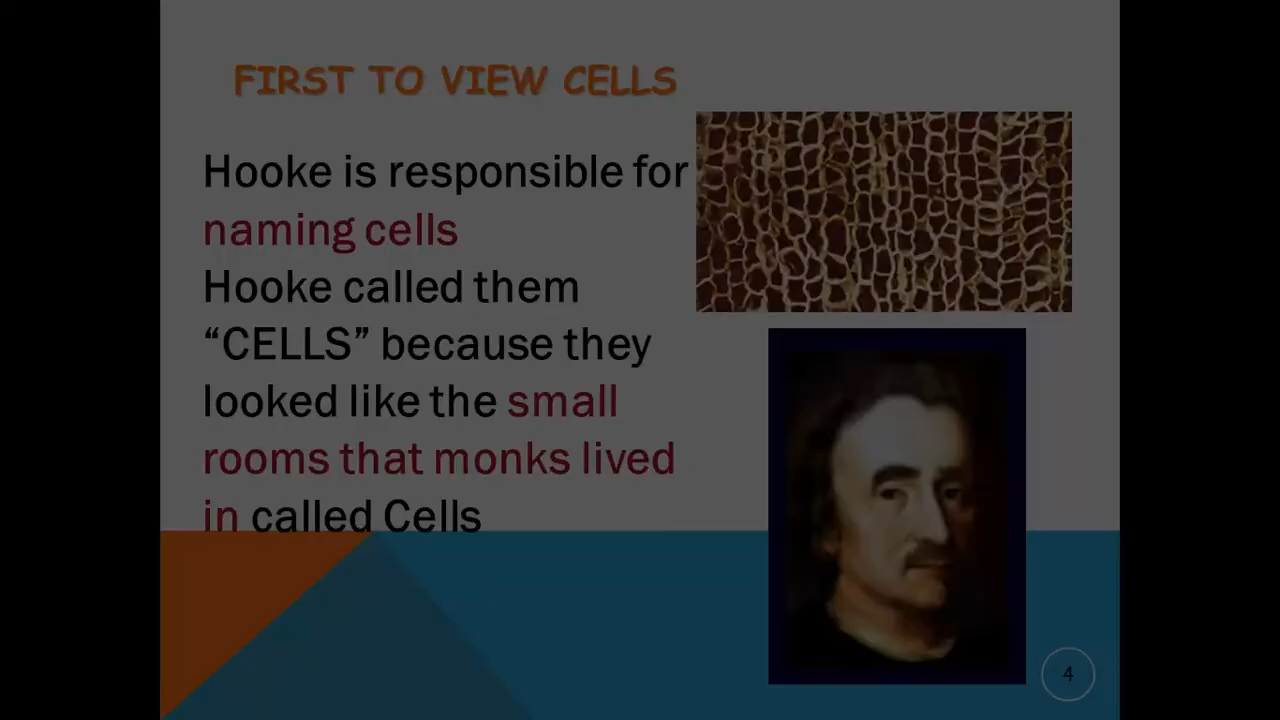 FIRST TO VIEW CELLS
Hooke is responsible for
naming cells
Hooke called them
“CELLS” because they
looked like the small
rooms that monks lived
in called Cells
4